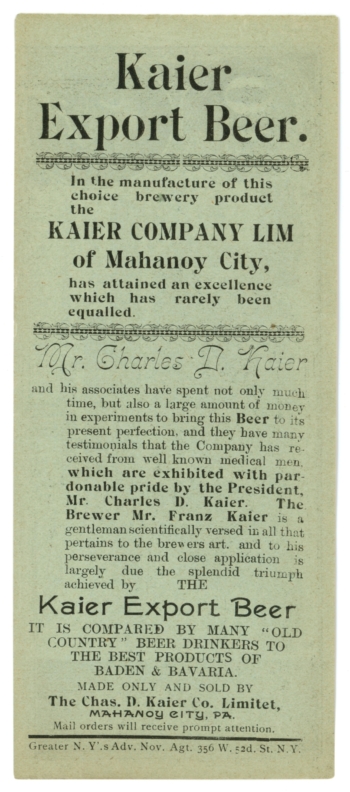 Kaier
Export Beer.
In the manufacture of this
choice brewery product
the
KAIER COMPANY LIM
of Mahanoy City,
has attained an excellence
which has rarely been
equalled.
Mr. Charles D. Kaier
and his associates have spent not only much
time, but also a large amount of money
in experiments to bring this Beer to its
present perfection, and they have many
testimonials that the Company has re-
ceived from well known medical men,
which are exhibited with par-
donable pride by the President,
Mr. Charles D. Kaier. The
Brewer Mr. Franz Kaier is a
gentleman scientifically versed in all that
pertains to the brewers art. and to his
perseverance and close application is
largely due the splendid triumph
achieved by THE
Kaier Export Beer
IT IS COMPARED BY MANY "OLD
COUNTRY" BEER DRINKERS TO
THE BEST PRODUCTS OF
BADEN & BAVARIA.
MADE ONLY AND SOLD BY
The Chas. D. Kaier Co. Limitet,
MAHANOY CITY, PA.
Mail orders will receive prompt attention.
Greater N. Y's Adv. Nov. Agt. 356 W. 52d. St. N.Y.